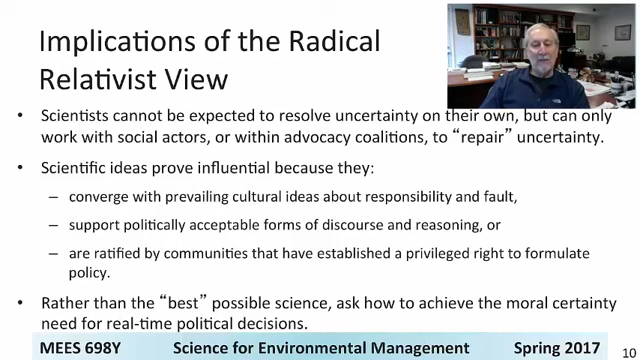 Implications of the Radical
Relativist View
• Scientists cannot be expected to resolve uncertainty on their own, but can only
work with social actors, or within advocacy coalitions, to “repair” uncertainty.
• Scientific ideas prove influential because they:
– converge with prevailing cultural ideas about responsibility and fault,
– support politically acceptable forms of discourse and reasoning, or
– are ratified by communities that have established a privileged right to formulate
policy.
• Rather than the “best” possible science, ask how to achieve the moral certainty
need for real-time political decisions.
MEES 698Y Science for Environmental Management Spring 2017
10